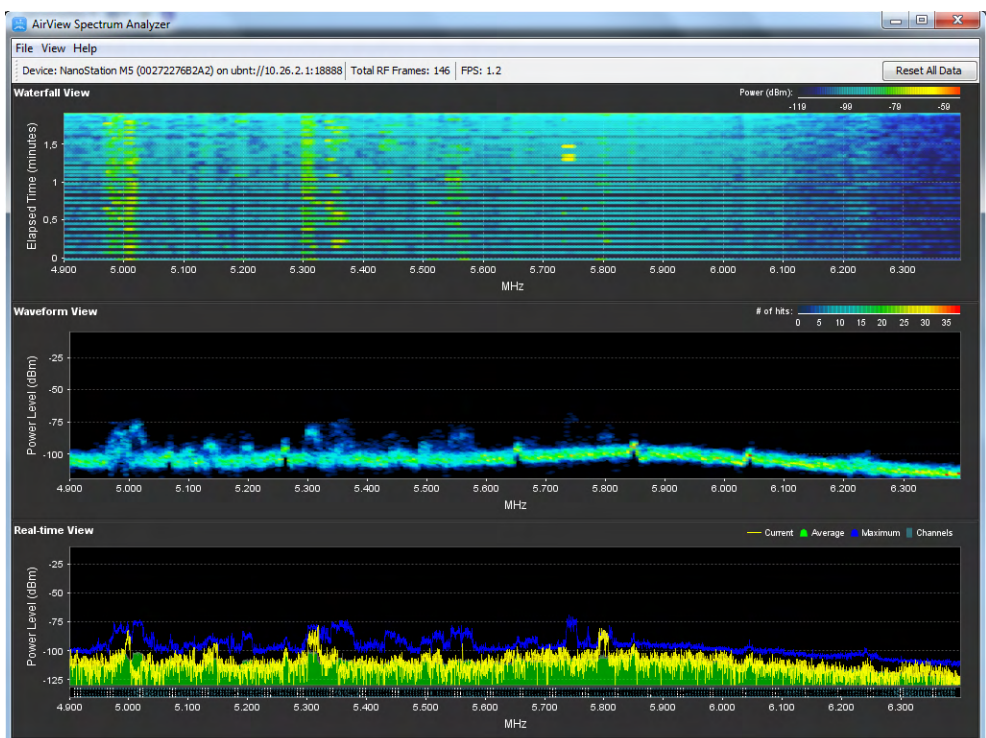 AirView Spectrum Analyzer
File View Help
Device: NanoStation M5 (00272276B2A2) on ubnt://10.26.2.1:18888 Total RF Frames: 146 FPS: 1.2 Reset All Data
Waterfall View
Power (dBm):
-119 -99 -79 -59
Elapsed Time (minutes)
1,5
1
0,5
0
4.900 5.000 5.100 5.200 5.300 5.400 5.500 5.600 5.700 5.800 5.900 6.000 6.100 6.200 6.300
MHz
Waveform View
# of hits:
0 5 10 15 20 25 30 35
Power Level (dBm)
-25
-50
-75
-100
4.900 5.000 5.100 5.200 5.300 5.400 5.500 5.600 5.700 5.800 5.900 6.000 6.100 6.200 6.300
MHz
Real-time View
Current Average Maximum Channels
Power Level (dBm)
-25
-50
-75
-100
-125
4.900 5.000 5.100 5.200 5.300 5.400 5.500 5.600 5.700 5.800 5.900 6.000 6.100 6.200 6.300
MHz